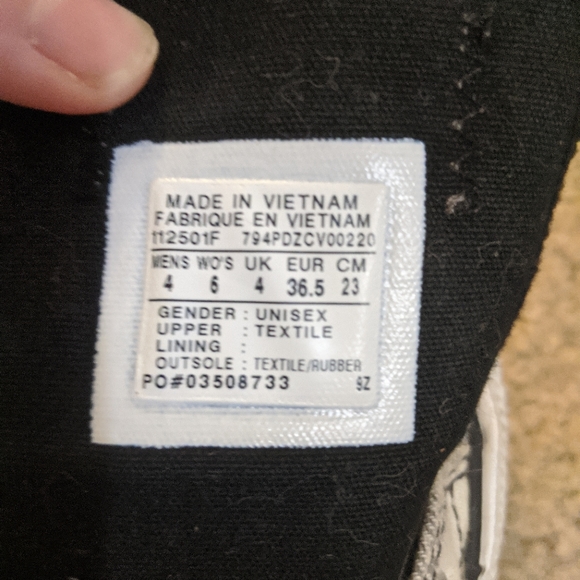 MADE IN VIETNAM
FABRIQUE EN VIETNAM
112501F 794PDZCV00220
MENS WO'S UK EUR CM
4 6 4 36.5 23
GENDER : UNISEX
UPPER : TEXTILE
LINING :
OUTSOLE : TEXTILE/RUBBER
PO#03508733 9Z